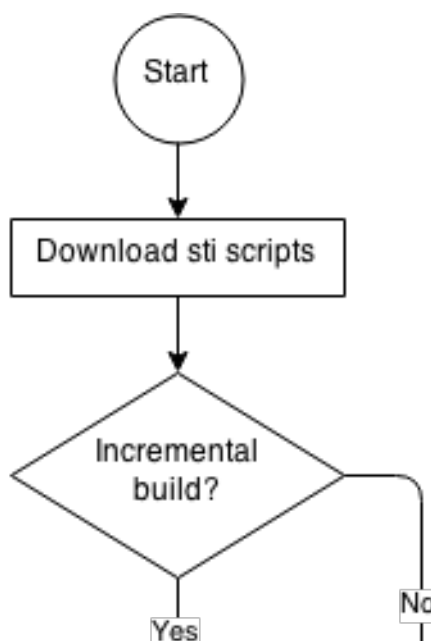 Start
Download sti scripts
Incremental
build?
No
Yes